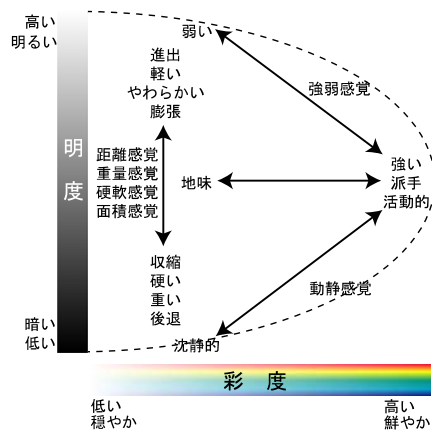 高い
明るい
弱い
進出
軽い
やわらかい
膨張
強弱感覚
明
度
距離感覚
重量感覚
硬軟感覚
面積感覚
地味
強い
派手
活動的
収縮
硬い
重い
後退
動静感覚
暗い
低い
沈静的
彩 度
低い
穏やか
高い
鮮やか